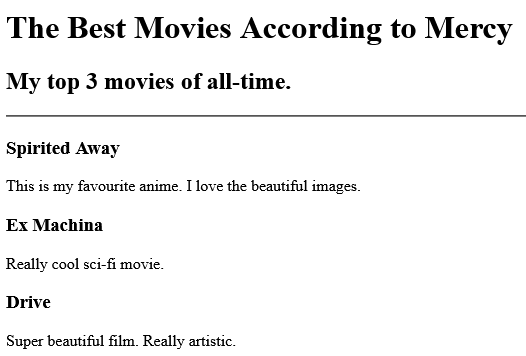 The Best Movies According to Mercy
My top 3 movies of all-time.
Spirited Away
This is my favourite anime. I love the beautiful images.
Ex Machina
Really cool sci-fi movie.
Drive
Super beautiful film. Really artistic.